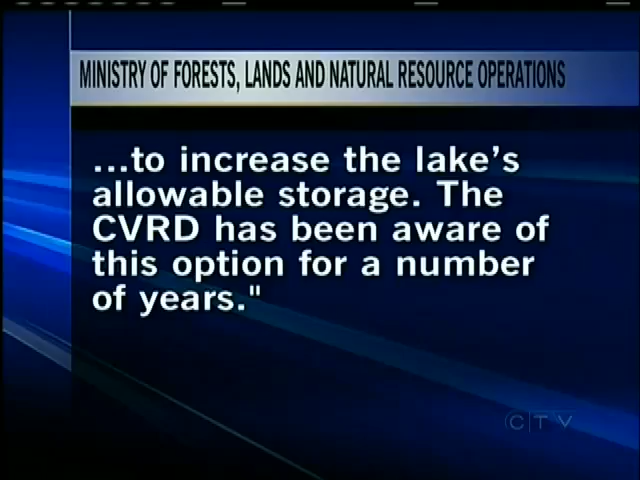 MINISTRY OF FORESTS, LANDS AND NATURAL RESOURCE OPERATIONS
...to increase the lake's
allowable storage. The
CVRD has been aware of
this option for a number
of years."
CTV